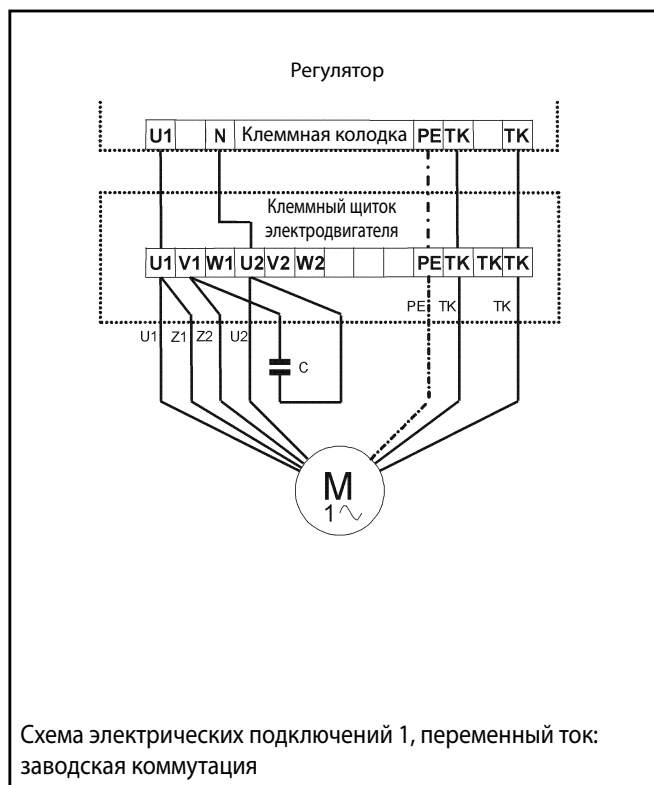 Регулятор
U1 N Клеммная колодка PE TK TK
Клеммный щиток
электродвигателя
U1 V1 W1 U2 V2 W2 PE TK TK TK
PE TK TK
U1 Z1 Z2 U2
C
M
1
Схема электрических подключений 1, переменный ток:
заводская коммутация